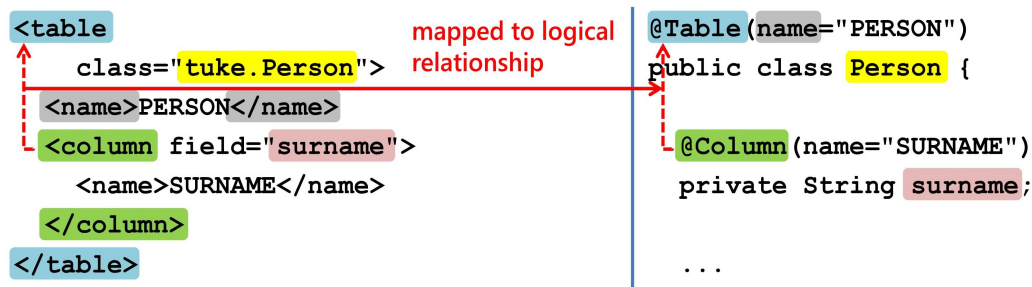 <table
class="tuke.Person">
<name>PERSON</name>
<column field="surname">
<name>SURNAME</name>
</column>
</table>
mapped to logical
relationship
@Table(name="PERSON")
public class Person {
@Column(name="SURNAME")
private String surname;
...